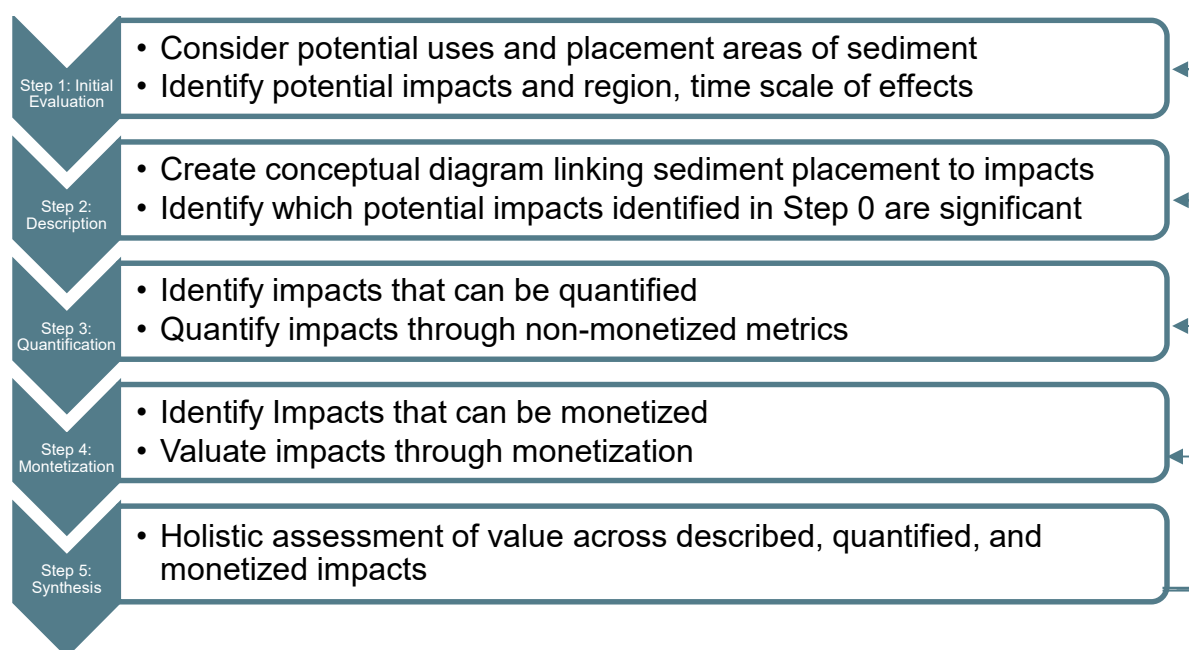 Step 1: Initial
Evaluation
• Consider potential uses and placement areas of sediment
• Identify potential impacts and region, time scale of effects
Step 2:
Description
• Create conceptual diagram linking sediment placement to impacts
• Identify which potential impacts identified in Step 0 are significant
Step 3:
Quantification
• Identify impacts that can be quantified
• Quantify impacts through non-monetized metrics
Step 4:
Montetization
• Identify Impacts that can be monetized
• Valuate impacts through monetization
Step 5:
Synthesis
• Holistic assessment of value across described, quantified, and
monetized impacts